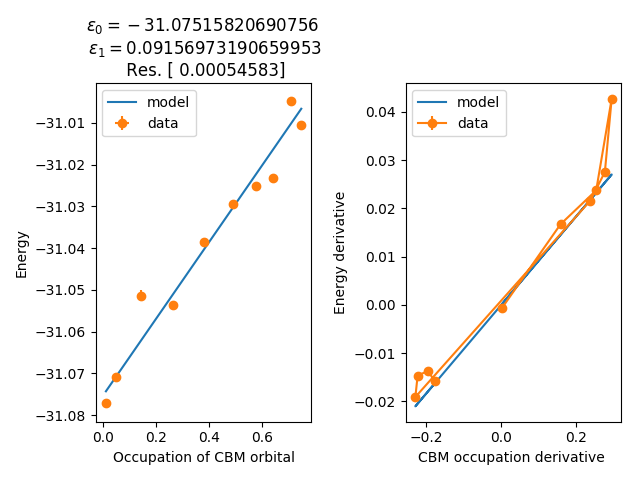 ε₀ = −31.07515820690756
ε₁ = 0.09156973190659953
Res. [ 0.00054583]
model
data
−31.01
−31.02
−31.03
−31.04
−31.05
−31.06
−31.07
−31.08
Energy
0.0 0.2 0.4 0.6
Occupation of CBM orbital
model
data
0.04
0.03
0.02
0.01
0.00
−0.01
−0.02
Energy derivative
−0.2 0.0 0.2
CBM occupation derivative